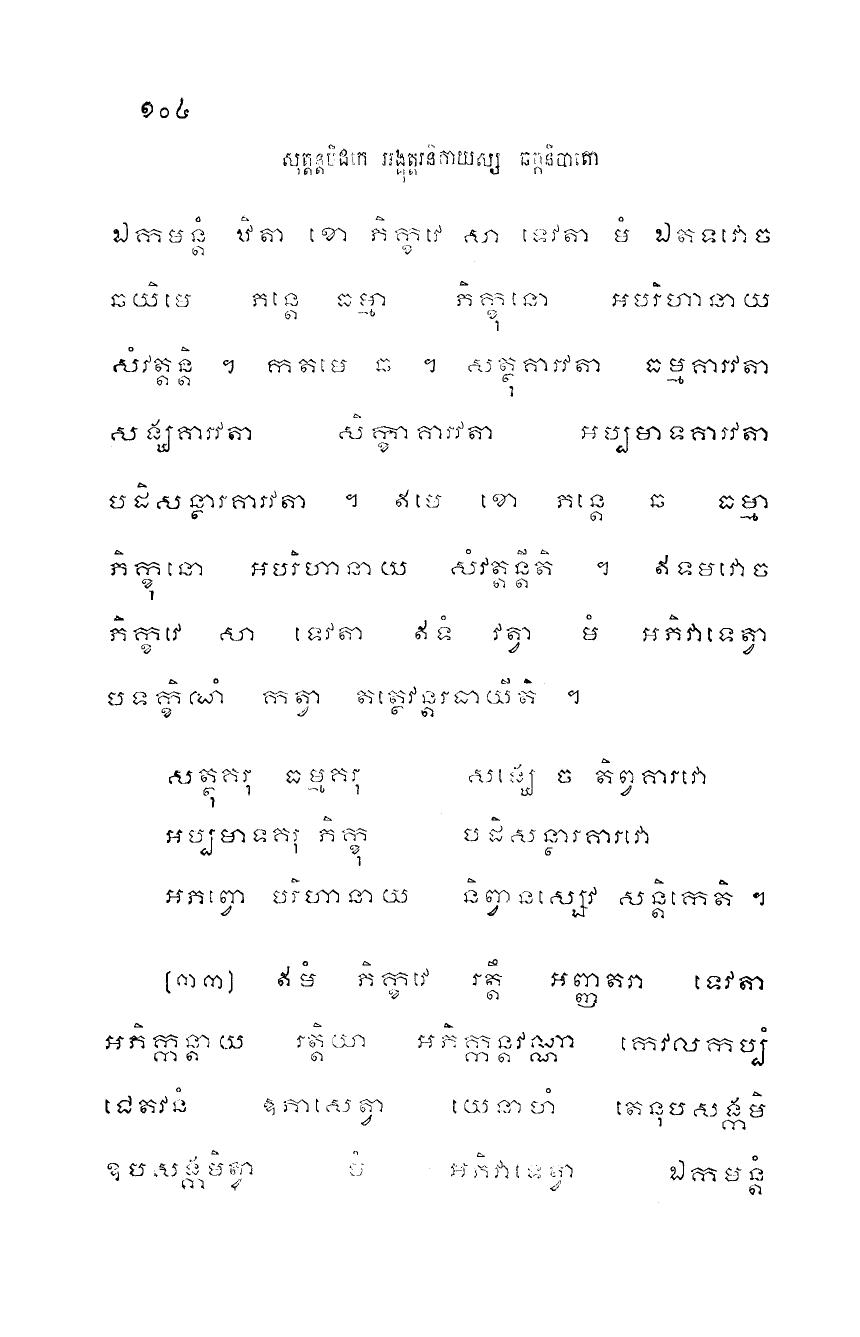 ១០៤
សុត្តន្តបិដកេ អង្គុត្តរនិកាយស្ស ឆក្កនិបាតោ
ឯកមន្តំ ឋិតា ខោ ភិក្ខវេ សា ទេវតា មំ ឯតទវោច
ឆយិមេ ភន្តេ ធម្មា ភិក្ខុនោ អបរិហានាយ
សំវត្តន្តិ ។ កតមេ ឆ ។ សត្ថុគារវតា ធម្មគារវតា
សង្ឃគារវតា សិក្ខាគារវតា អប្បមាទគារវតា
បដិសន្ថារគារវតា ។ ឥមេ ខោ ភន្តេ ឆ ធម្មា
ភិក្ខុនោ អបរិហានាយ សំវត្តន្តីតិ ។ ឥទមវោច
ភិក្ខវេ សា ទេវតា ឥទំ វត្វា មំ អភិវាទេត្វា
បទក្ខិណំ កត្វា តត្ថេវន្តរធាយីតិ ។
សត្ថុគរុ ធម្មគរុ សង្ឃេ ច តិព្វគារវោ
អប្បមាទគរុ ភិក្ខុ បដិសន្ថារគារវោ
អភព្វោ បរិហានាយ និព្វានស្សេវ សន្តិកេតិ ។
[៣៣] ឥមំ ភិក្ខវេ រត្តឹ អញ្ញតរា ទេវតា
អភិក្កន្តាយ រត្តិយា អភិក្កន្តវណ្ណា កេវលកប្បំ
ជេតវនំ ឱភាសេត្វា យេនាហំ តេនុបសង្កមិ
ឧបសង្កមិត្វា មំ អភិវាទេត្វា ឯកមន្តំ